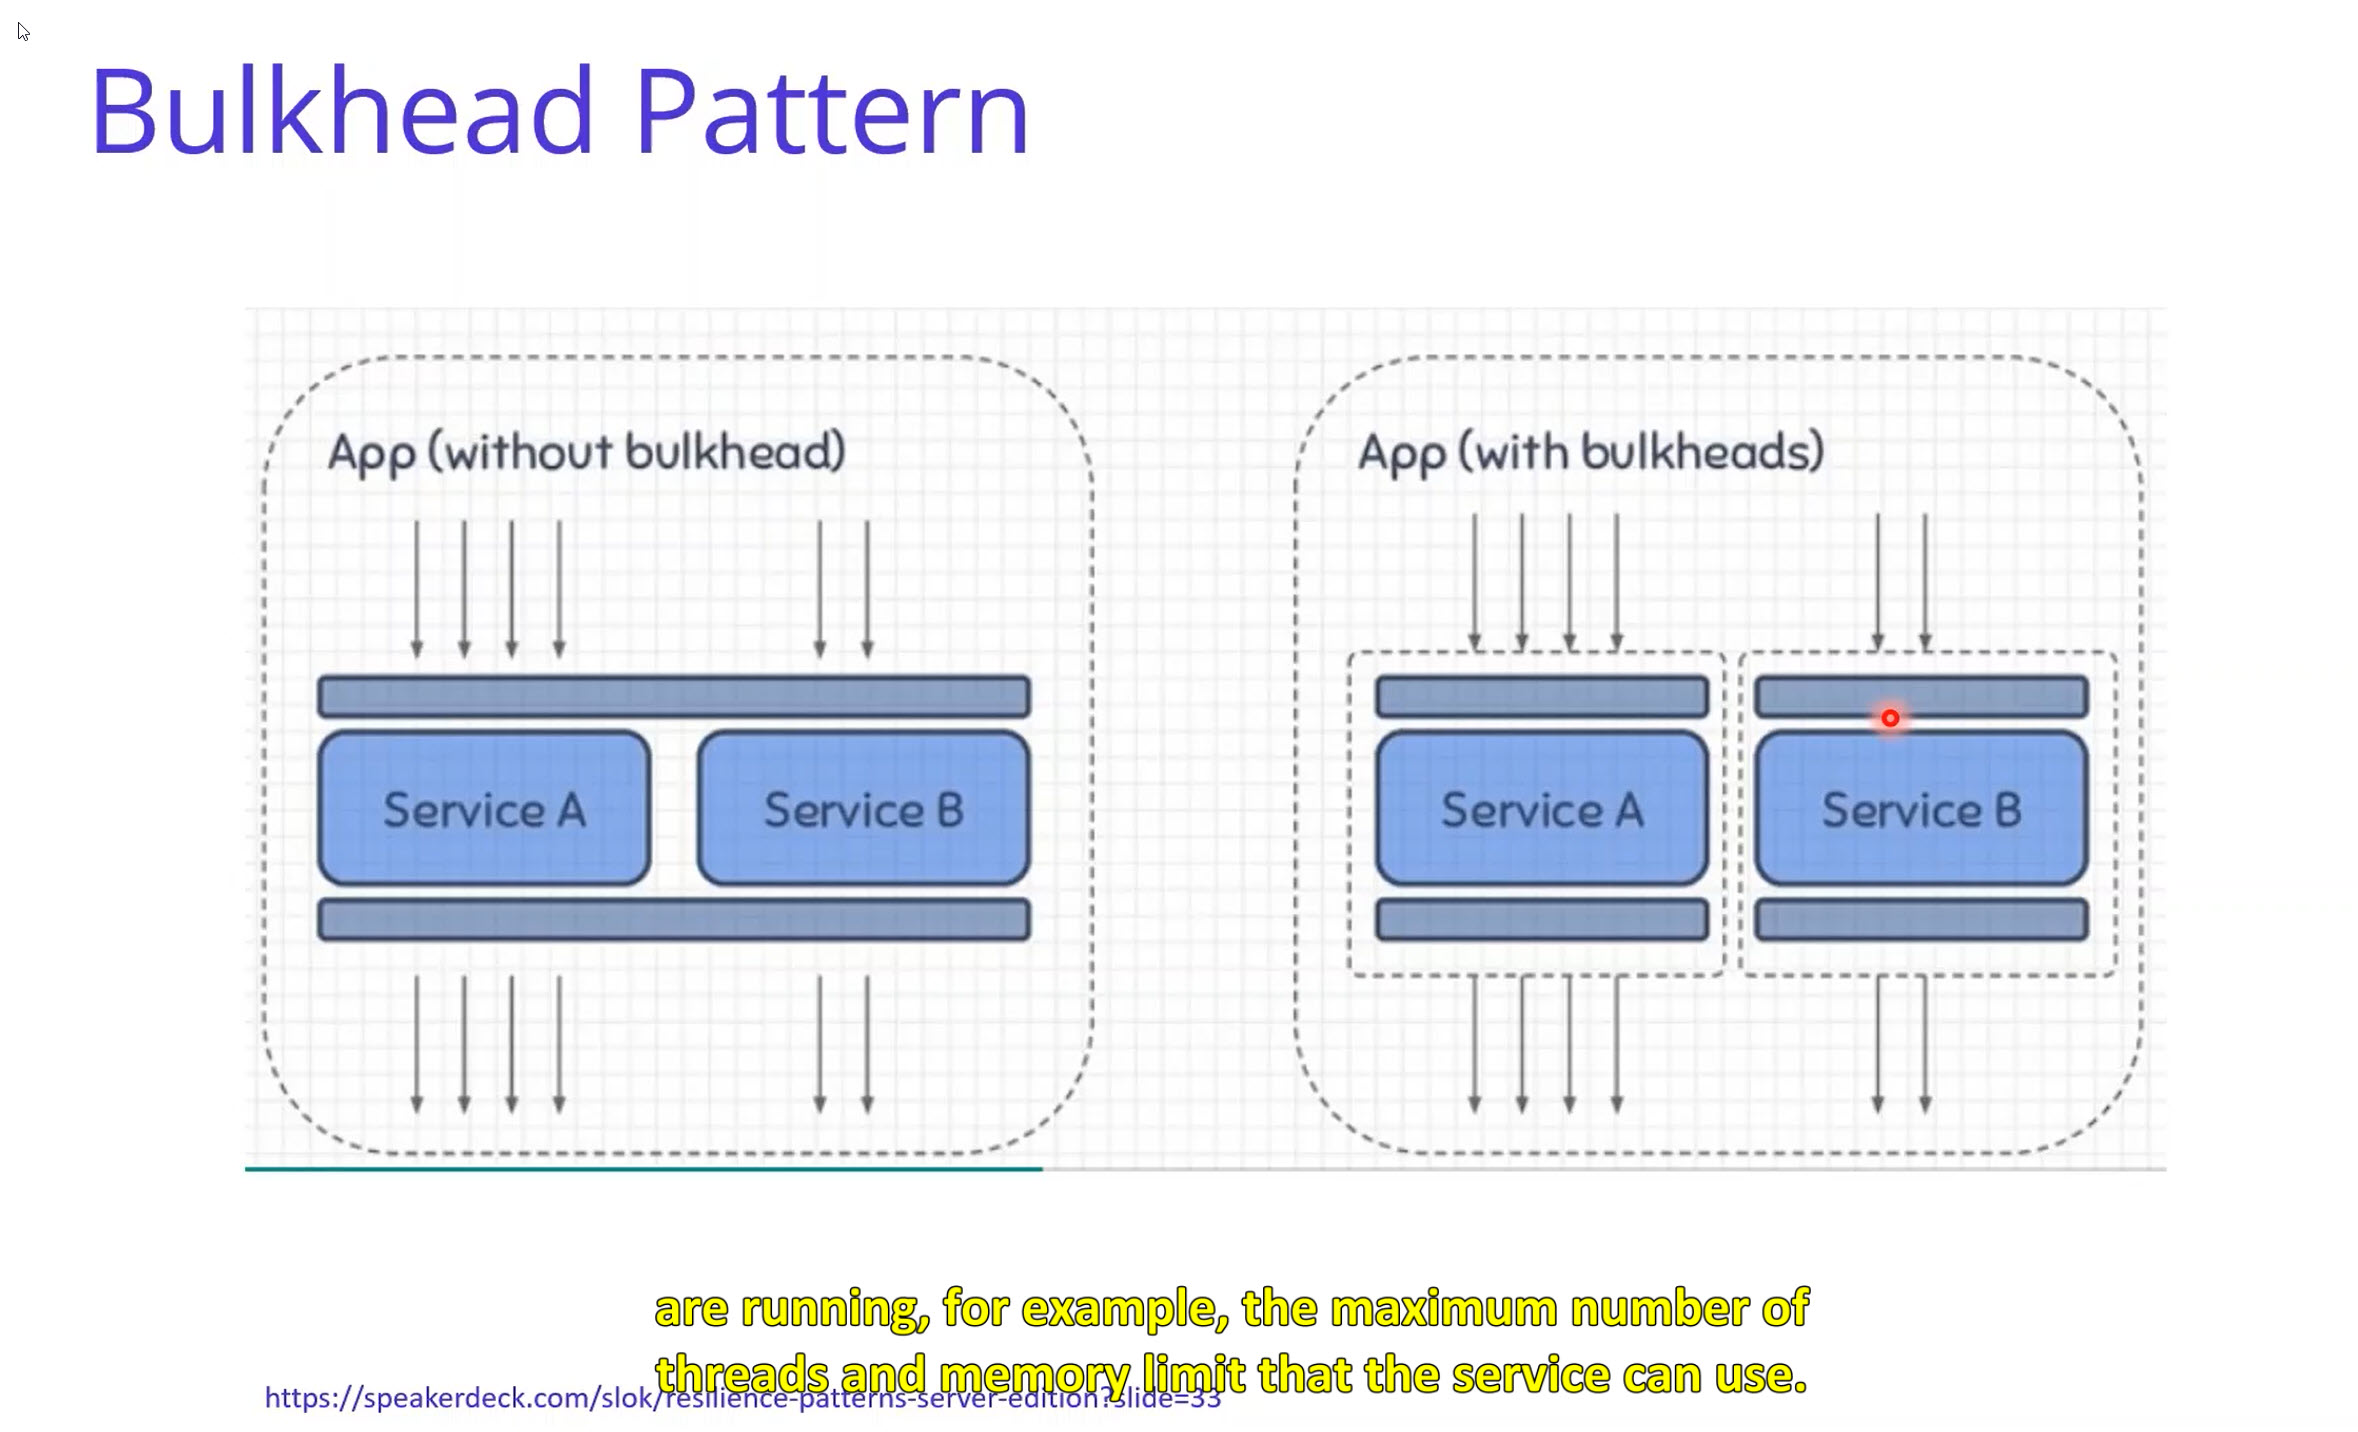 Bulkhead Pattern
App (without bulkhead)
App (with bulkheads)
Service A
Service B
Service A
Service B
are running, for example, the maximum number of
threads and memory limit that the service can use.
https://speakerdeck.com/slok/resilience-patterns-server-edition?slide=33